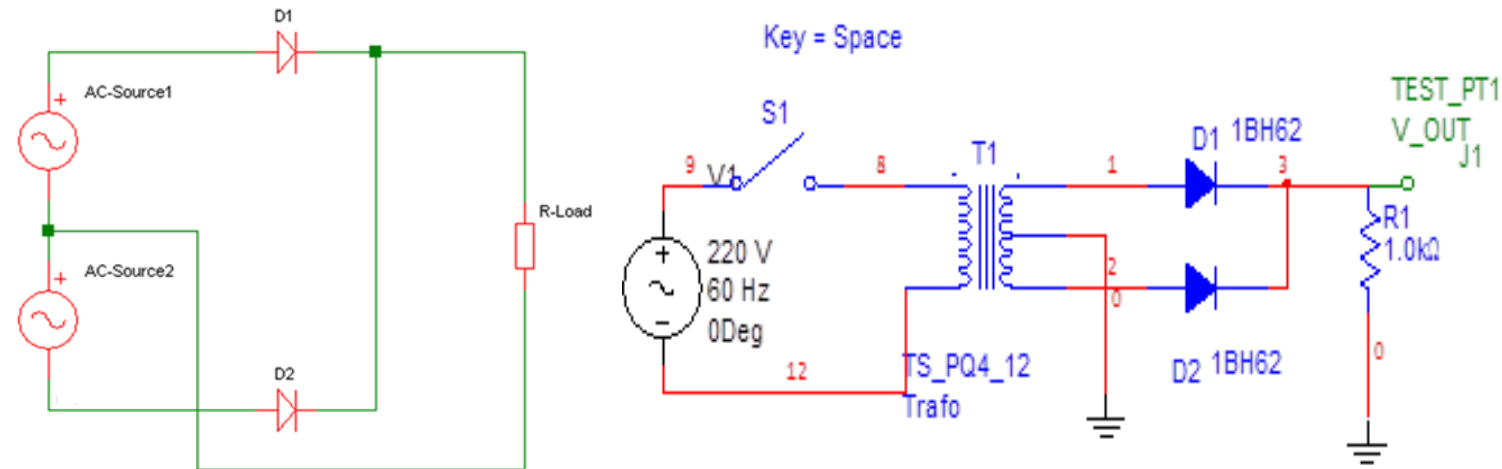 D1
AC-Source1
R-Load
AC-Source2
D2
Key = Space
S1
9
V1
8
T1
1
D1 1BH62
3
TEST_PT1
V_OUT
J1
220 V
60 Hz
0Deg
2
0
R1
1.0kΩ
12
TS_PQ4_12
Trafo
D2 1BH62
0